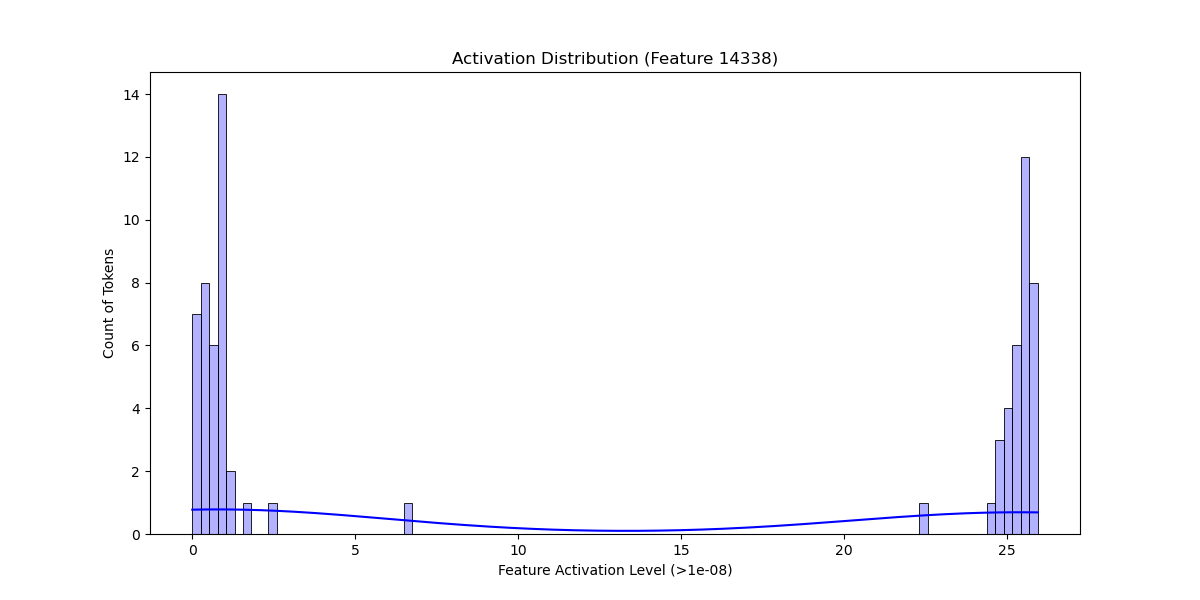 Activation Distribution (Feature 14338)
14
12
10
8
6
4
2
0
Count of Tokens
0 5 10 15 20 25
Feature Activation Level (>1e-08)